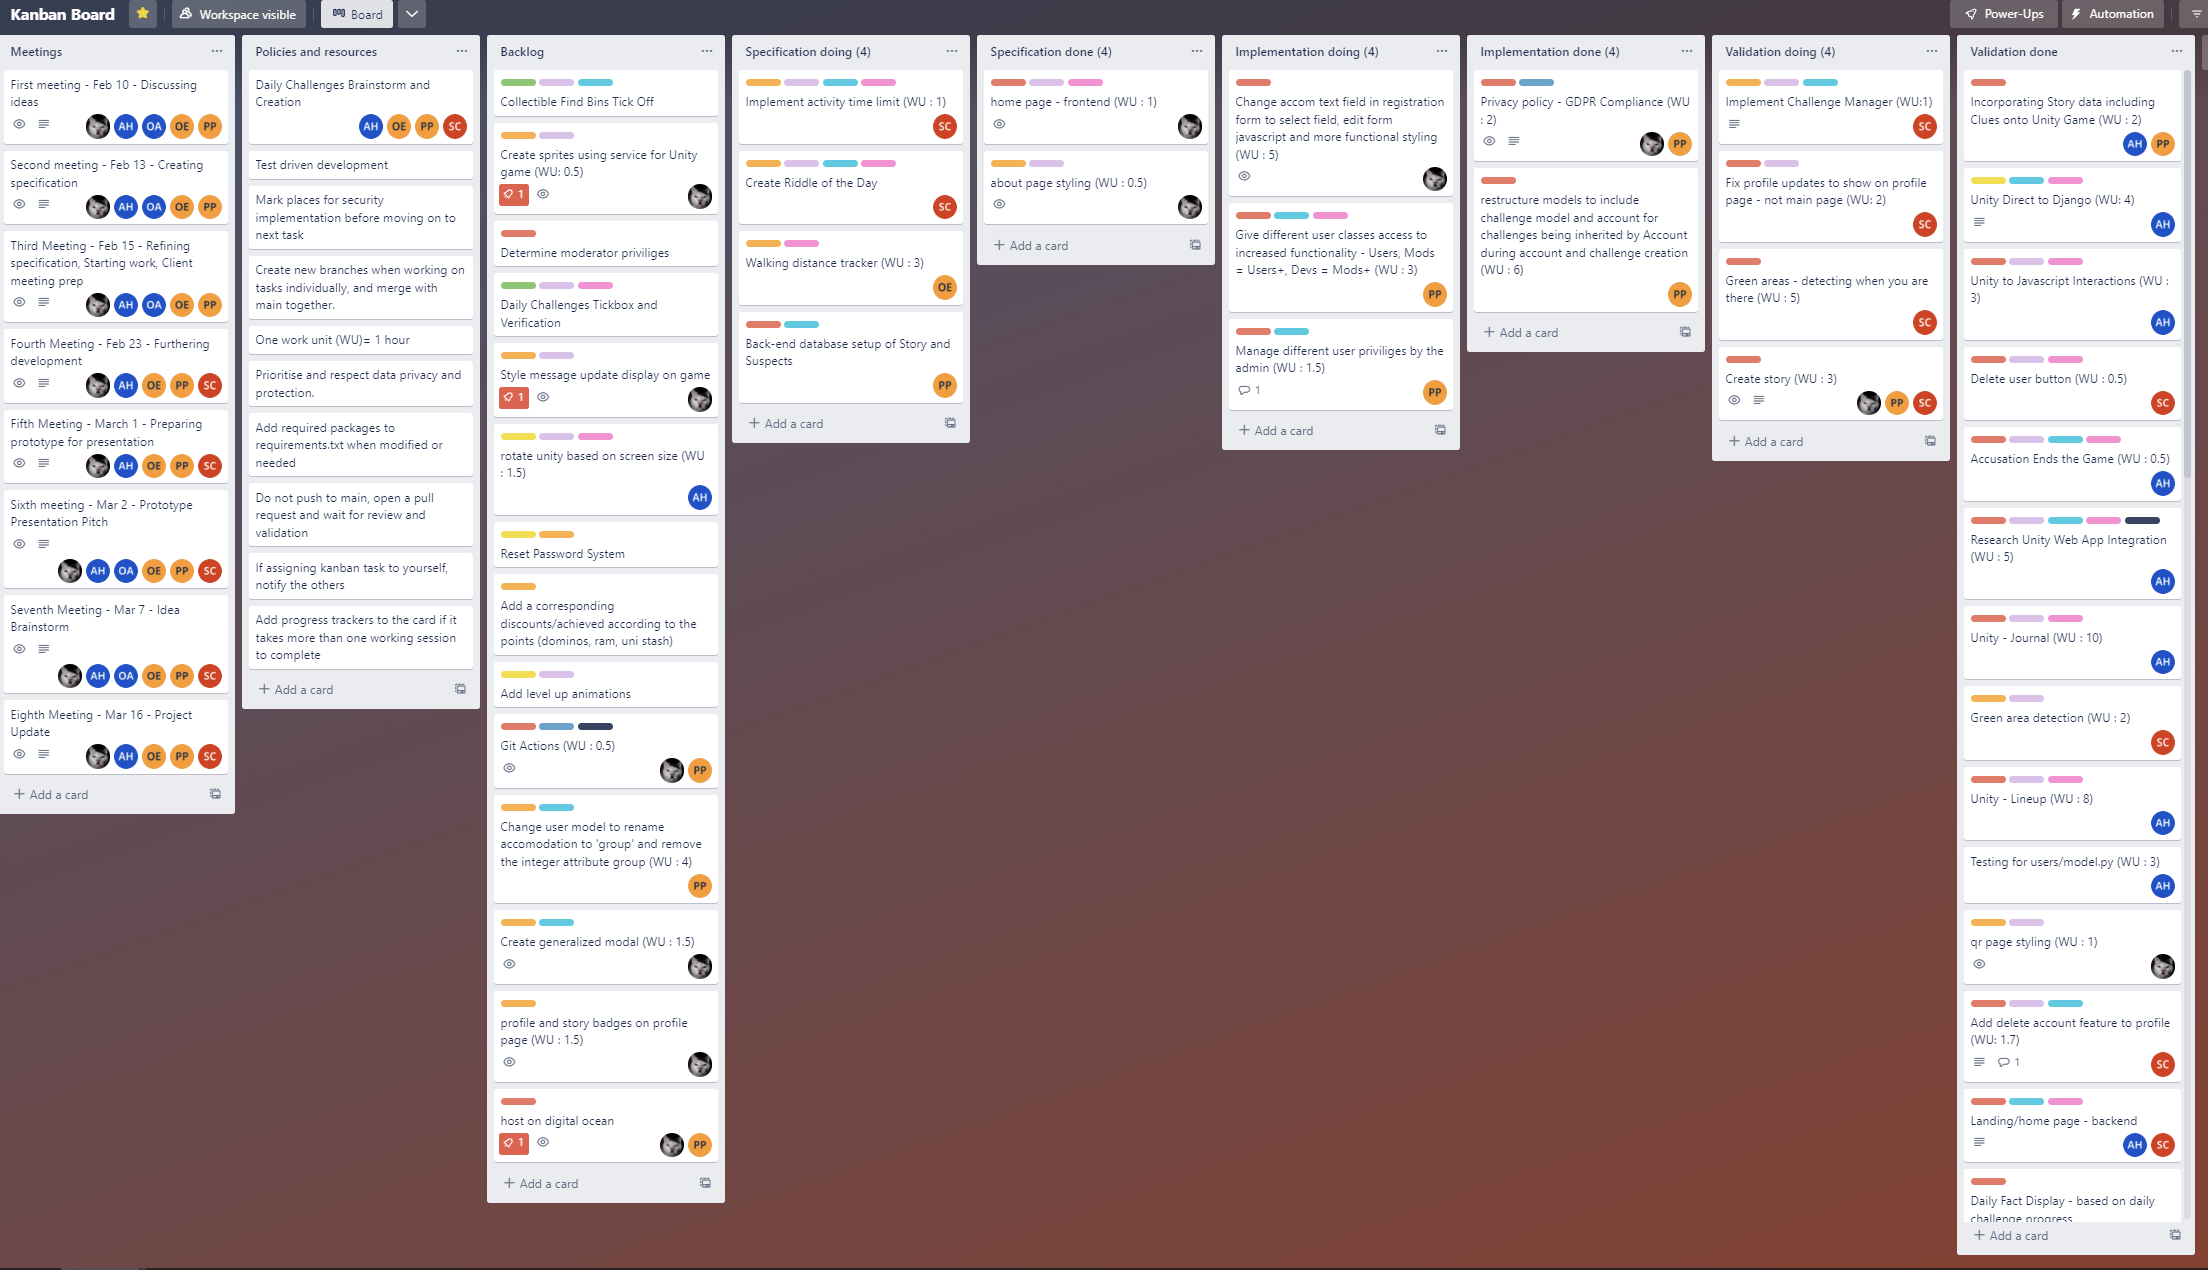 Kanban Board
Workspace visible
Board
Power-Ups
Automation
Meetings
First meeting - Feb 10 - Discussing
ideas
AH OA OE PP
Second meeting - Feb 13 - Creating
specification
AH OA OE PP
Third Meeting - Feb 15 - Refining
specification, Starting work, Client
meeting prep
AH OA OE PP
Fourth Meeting - Feb 23 - Furthering
development
AH OE PP SC
Fifth Meeting - March 1 - Preparing
prototype for presentation
AH OE PP SC
Sixth meeting - Mar 2 - Prototype
Presentation Pitch
AH OA OE PP SC
Seventh Meeting - Mar 7 - Idea
Brainstorm
AH OA OE PP SC
Eighth Meeting - Mar 16 - Project
Update
AH OE PP SC
+ Add a card
Policies and resources
Daily Challenges Brainstorm and
Creation
AH OE PP SC
Test driven development
Mark places for security
implementation before moving on to
next task
Create new branches when working on
tasks individually, and merge with
main together.
One work unit (WU)= 1 hour
Prioritise and respect data privacy and
protection.
Add required packages to
requirements.txt when modified or
needed
Do not push to main, open a pull
request and wait for review and
validation
If assigning kanban task to yourself,
notify the others
Add progress trackers to the card if it
takes more than one working session
to complete
+ Add a card
Backlog
Collectible Find Bins Tick Off
Create sprites using service for Unity
game (WU: 0.5)
1
Determine moderator priviliges
Daily Challenges Tickbox and
Verification
Style message update display on game
1
rotate unity based on screen size (WU
: 1.5)
AH
Reset Password System
Add a corresponding
discounts/achieved according to the
points (dominos, ram, uni stash)
Add level up animations
Git Actions (WU : 0.5)
PP
Change user model to rename
accomodation to 'group' and remove
the integer attribute group (WU : 4)
PP
Create generalized modal (WU : 1.5)
profile and story badges on profile
page (WU : 1.5)
host on digital ocean
1
PP
+ Add a card
Specification doing (4)
Implement activity time limit (WU : 1)
SC
Create Riddle of the Day
SC
Walking distance tracker (WU : 3)
OE
Back-end database setup of Story and
Suspects
PP
+ Add a card
Specification done (4)
home page - frontend (WU : 1)
about page styling (WU : 0.5)
+ Add a card
Implementation doing (4)
Change accom text field in registration
form to select field, edit form
javascript and more functional styling
(WU : 5)
Give different user classes access to
increased functionality - Users, Mods
= Users+, Devs = Mods+ (WU : 3)
PP
Manage different user priviliges by the
admin (WU : 1.5)
1
PP
+ Add a card
Implementation done (4)
Privacy policy - GDPR Compliance (WU
: 2)
PP
restructure models to include
challenge model and account for
challenges being inherited by Account
during account and challenge creation
(WU : 6)
PP
+ Add a card
Validation doing (4)
Implement Challenge Manager (WU:1)
SC
Fix profile updates to show on profile
page - not main page (WU: 2)
SC
Green areas - detecting when you are
there (WU : 5)
SC
Create story (WU : 3)
PP SC
+ Add a card
Validation done
Incorporating Story data including
Clues onto Unity Game (WU : 2)
AH PP
Unity Direct to Django (WU: 4)
AH
Unity to Javascript Interactions (WU :
3)
AH
Delete user button (WU : 0.5)
SC
Accusation Ends the Game (WU : 0.5)
AH
Research Unity Web App Integration
(WU : 5)
AH
Unity - Journal (WU : 10)
AH
Green area detection (WU : 2)
SC
Unity - Lineup (WU : 8)
AH
Testing for users/model.py (WU : 3)
AH
qr page styling (WU : 1)
Add delete account feature to profile
(WU: 1.7)
1
SC
Landing/home page - backend
AH SC
Daily Fact Display - based on daily
challenge progress
+ Add a card